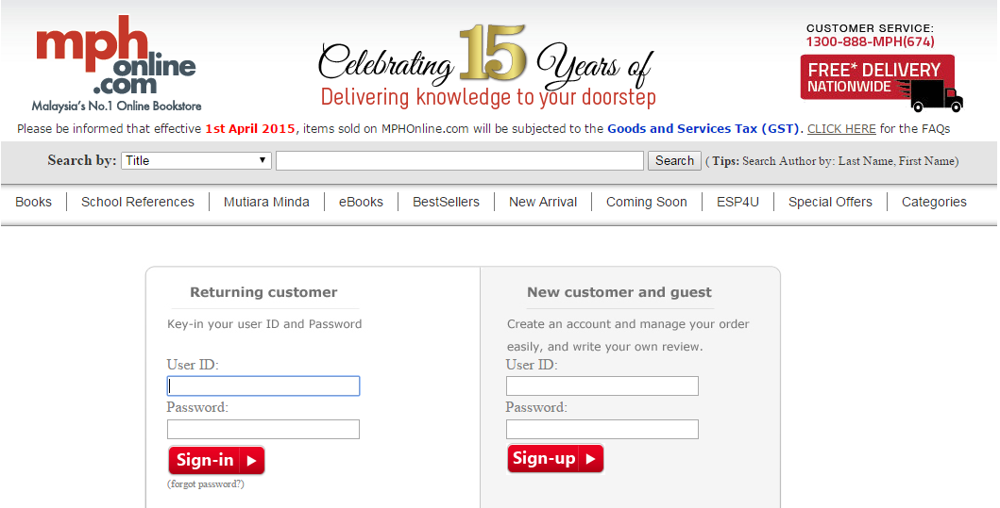 mph
online
.com
Malaysia's No.1 Online Bookstore
Celebrating 15 Years of
Delivering knowledge to your doorstep
CUSTOMER SERVICE:
1300-888-MPH(674)
FREE* DELIVERY
NATIONWIDE
Please be informed that effective 1st April 2015, items sold on MPHOnline.com will be subjected to the Goods and Services Tax (GST). CLICK HERE for the FAQs
Search by: Title Search ( Tips: Search Author by: Last Name, First Name)
Books School References Mutiara Minda eBooks BestSellers New Arrival Coming Soon ESP4U Special Offers Categories
Returning customer
Key-in your user ID and Password
User ID:
Password:
Sign-in
(forgot password?)
New customer and guest
Create an account and manage your order
easily, and write your own review.
User ID:
Password:
Sign-up